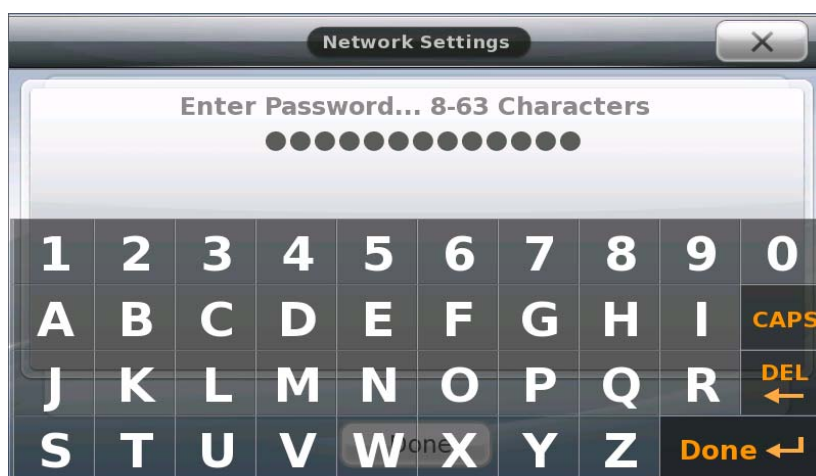 Network Settings
Enter Password... 8-63 Characters
●●●●●●●●●●●●●
1 2 3 4 5 6 7 8 9 0
A B C D E F G H I CAPS
J K L M N O P Q R DEL
S T U V W X Y Z Done
Done